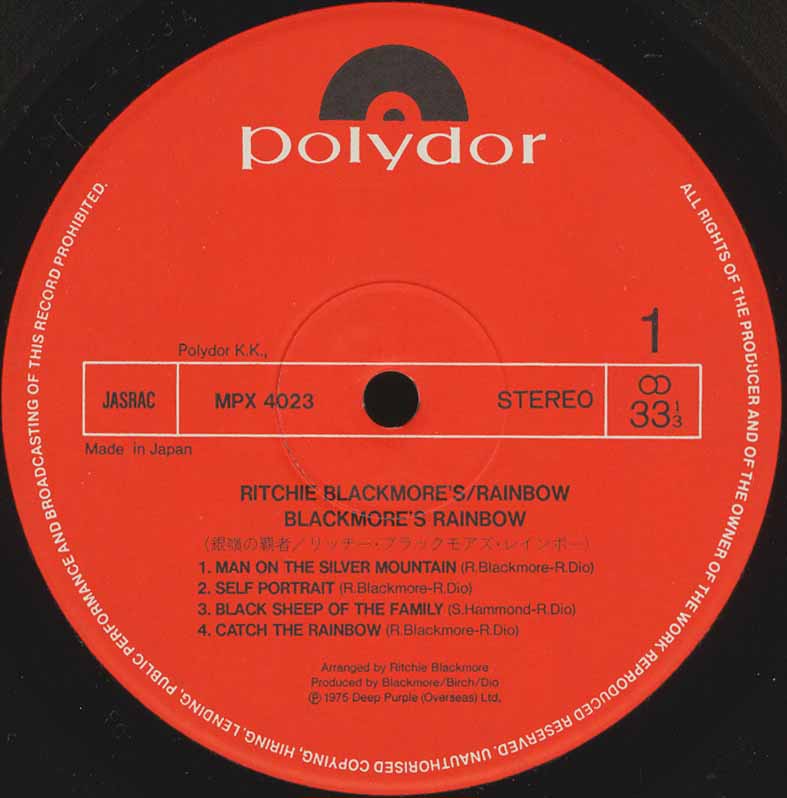 polydor
1
Polydor K.K.,
JASRAC
MPX 4023
STEREO
33 1/3
Made in Japan
RITCHIE BLACKMORE'S/RAINBOW
BLACKMORE'S RAINBOW
(銀嶺の覇者/リッチー・ブラックモアズ・レインボー)
1. MAN ON THE SILVER MOUNTAIN (R.Blackmore-R.Dio)
2. SELF PORTRAIT (R.Blackmore-R.Dio)
3. BLACK SHEEP OF THE FAMILY (S.Hammond-R.Dio)
4. CATCH THE RAINBOW (R.Blackmore-R.Dio)
Arranged by Ritchie Blackmore
Produced by Blackmore/Birch/Dio
Ⓟ 1975 Deep Purple (Overseas) Ltd,
ALL RIGHTS OF THE PRODUCER AND OF THE OWNER OF THE WORK REPRODUCED RESERVED. UNAUTHORISED COPYING, HIRING, LENDING, PUBLIC PERFORMANCE AND BROADCASTING OF THIS RECORD PROHIBITED.